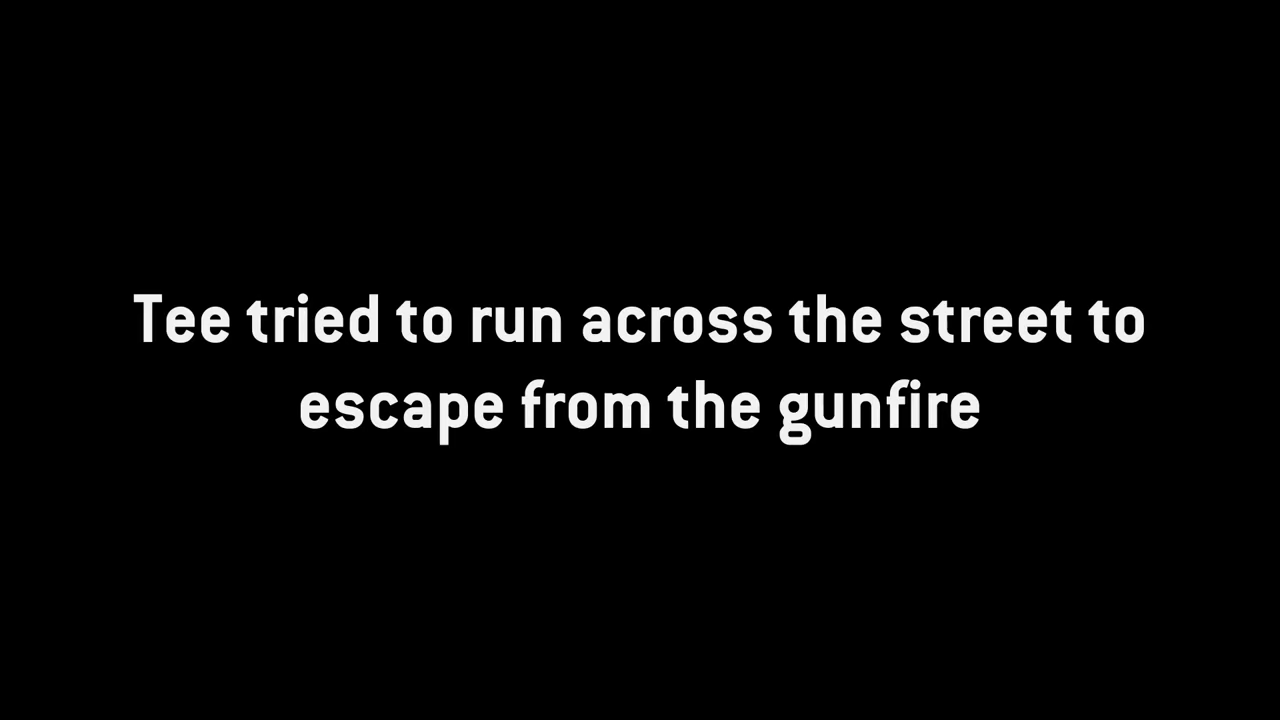 Tee tried to run across the street to
escape from the gunfire